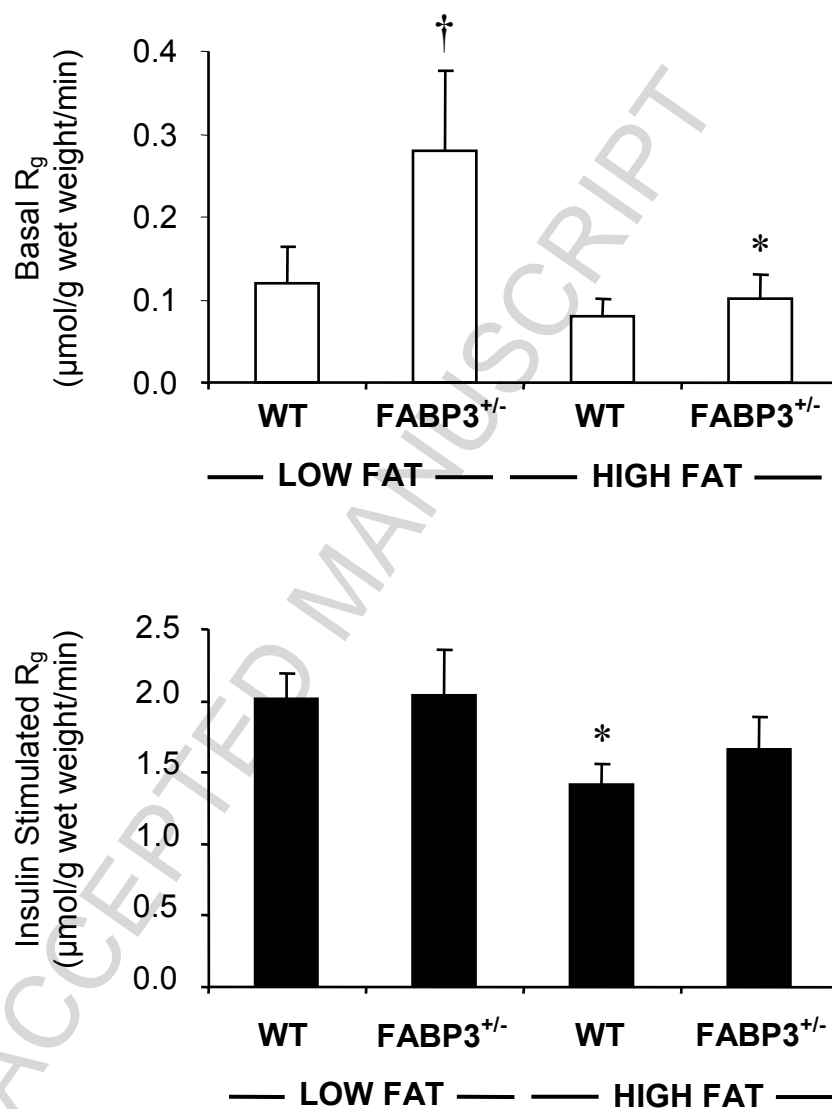 †
0.4
0.3
0.2
0.1
0.0
Basal Rg
(µmol/g wet weight/min)
*
WT FABP3+/- WT FABP3+/-
LOW FAT HIGH FAT
2.5
2.0
1.5
1.0
0.5
0.0
Insulin Stimulated Rg
(µmol/g wet weight/min)
*
WT FABP3+/- WT FABP3+/-
LOW FAT HIGH FAT
ACCEPTED MANUSCRIPT